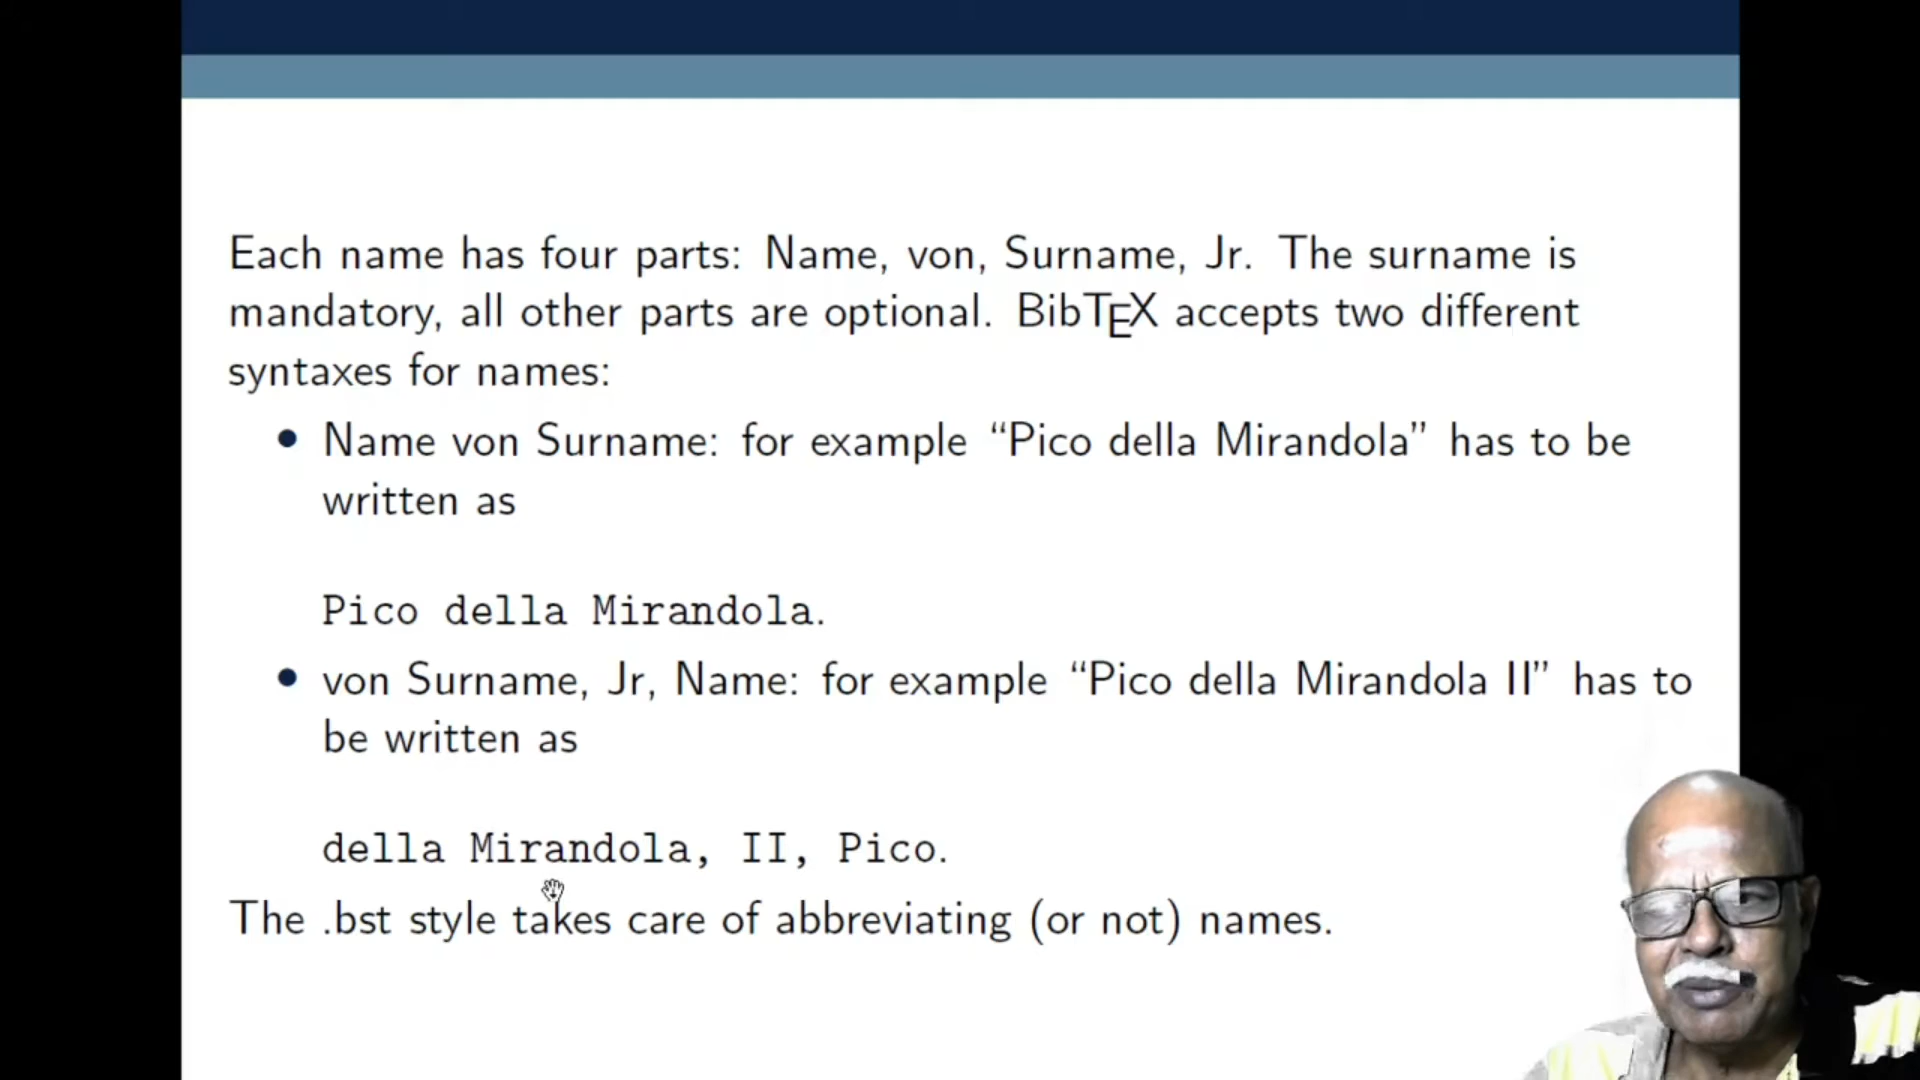 Each name has four parts: Name, von, Surname, Jr. The surname is
mandatory, all other parts are optional. BibTEX accepts two different
syntaxes for names:
• Name von Surname: for example “Pico della Mirandola” has to be
written as
Pico della Mirandola.
• von Surname, Jr, Name: for example “Pico della Mirandola II” has to
be written as
della Mirandola, II, Pico.
The .bst style takes care of abbreviating (or not) names.